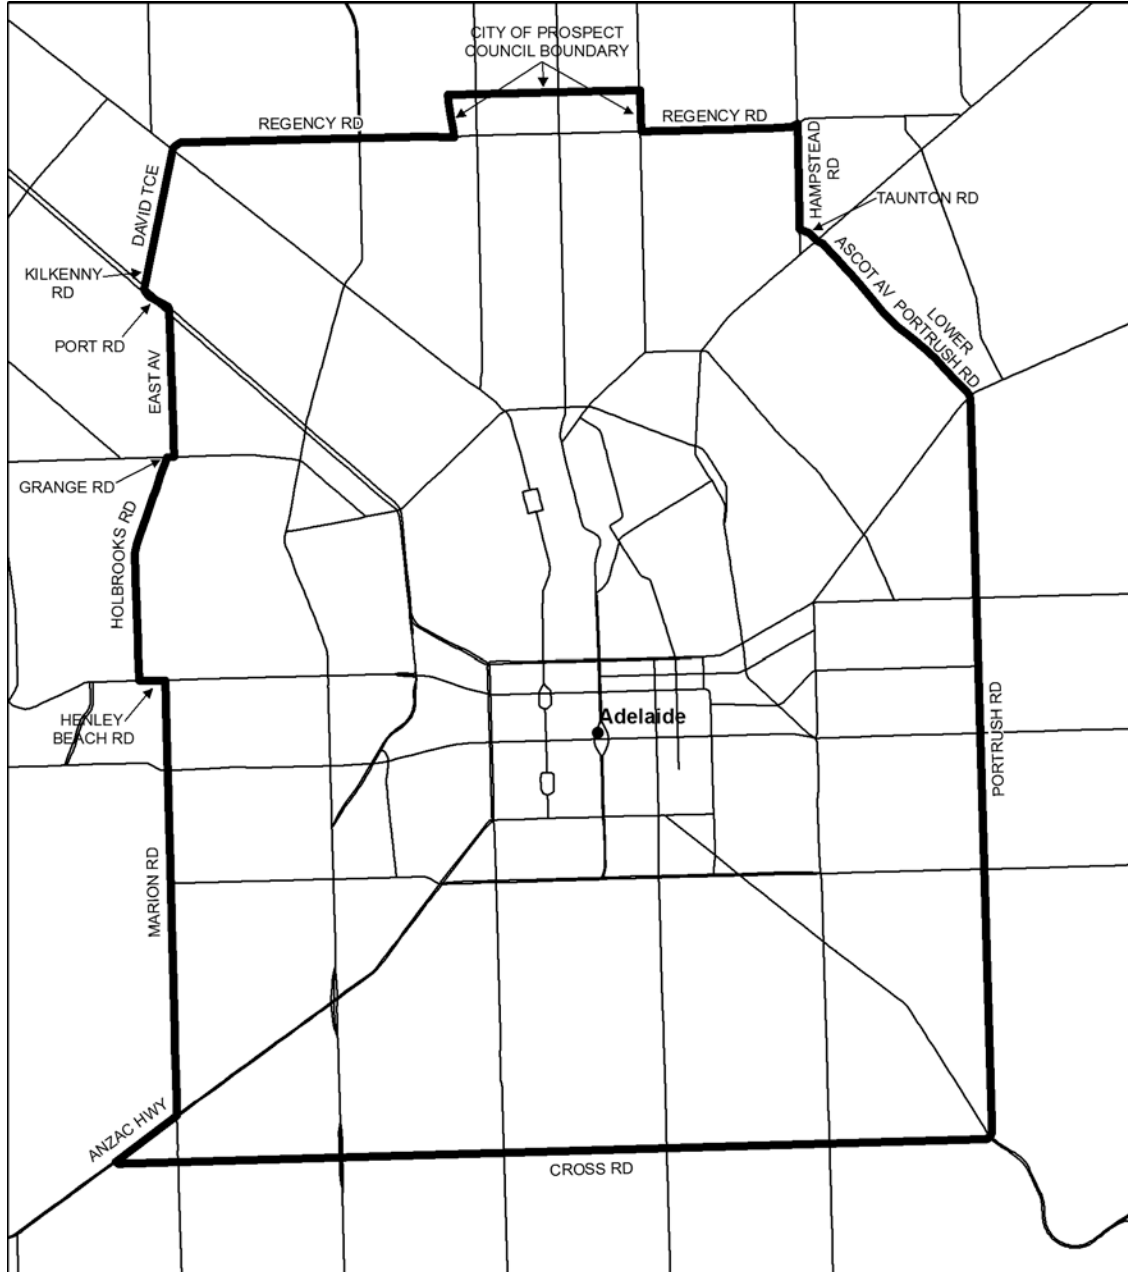 CITY OF PROSPECT
COUNCIL BOUNDARY
REGENCY RD
REGENCY RD
HAMPSTEAD
RD
DAVID TCE
TAUNTON RD
KILKENNY
RD
ASCOT AV
LOWER
PORTRUSH RD
PORT RD
EAST AV
GRANGE RD
HOLBROOKS RD
HENLEY
BEACH RD
Adelaide
PORTRUSH RD
MARION RD
ANZAC HWY
CROSS RD